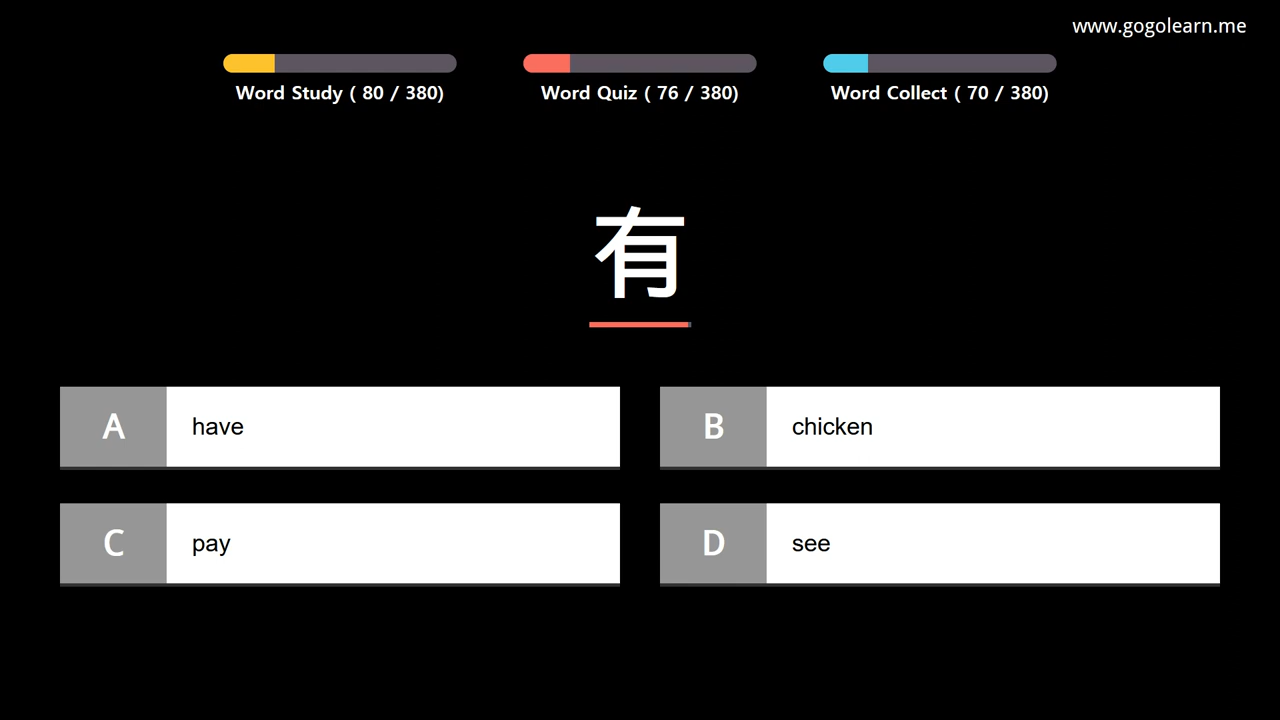 www.gogolearn.me
Word Study ( 80 / 380)
Word Quiz ( 76 / 380)
Word Collect ( 70 / 380)
有
A have
B chicken
C pay
D see